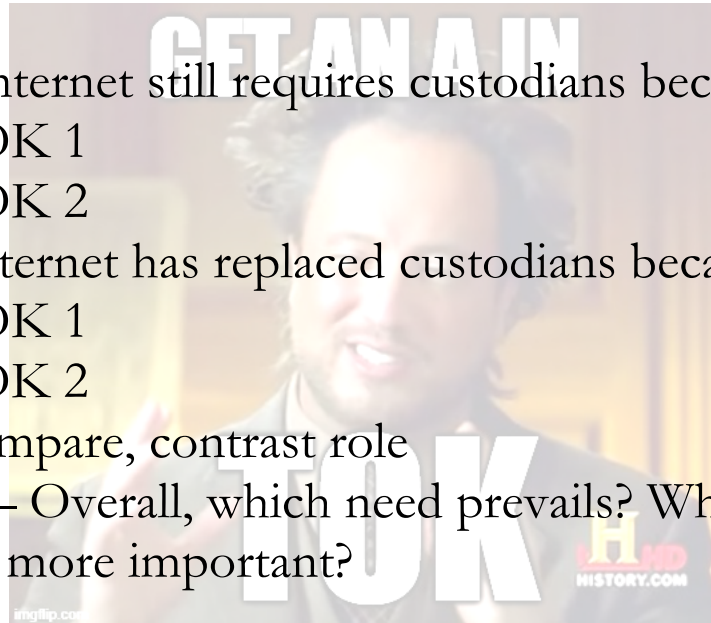 GET AN A IN
nternet still requires custodians bec
OK 1
OK 2
ternet has replaced custodians beca
OK 1
OK 2
mpare, contrast role
– Overall, which need prevails? Wh
more important?
TOK
H HD
HISTORY.COM
imgflip.com